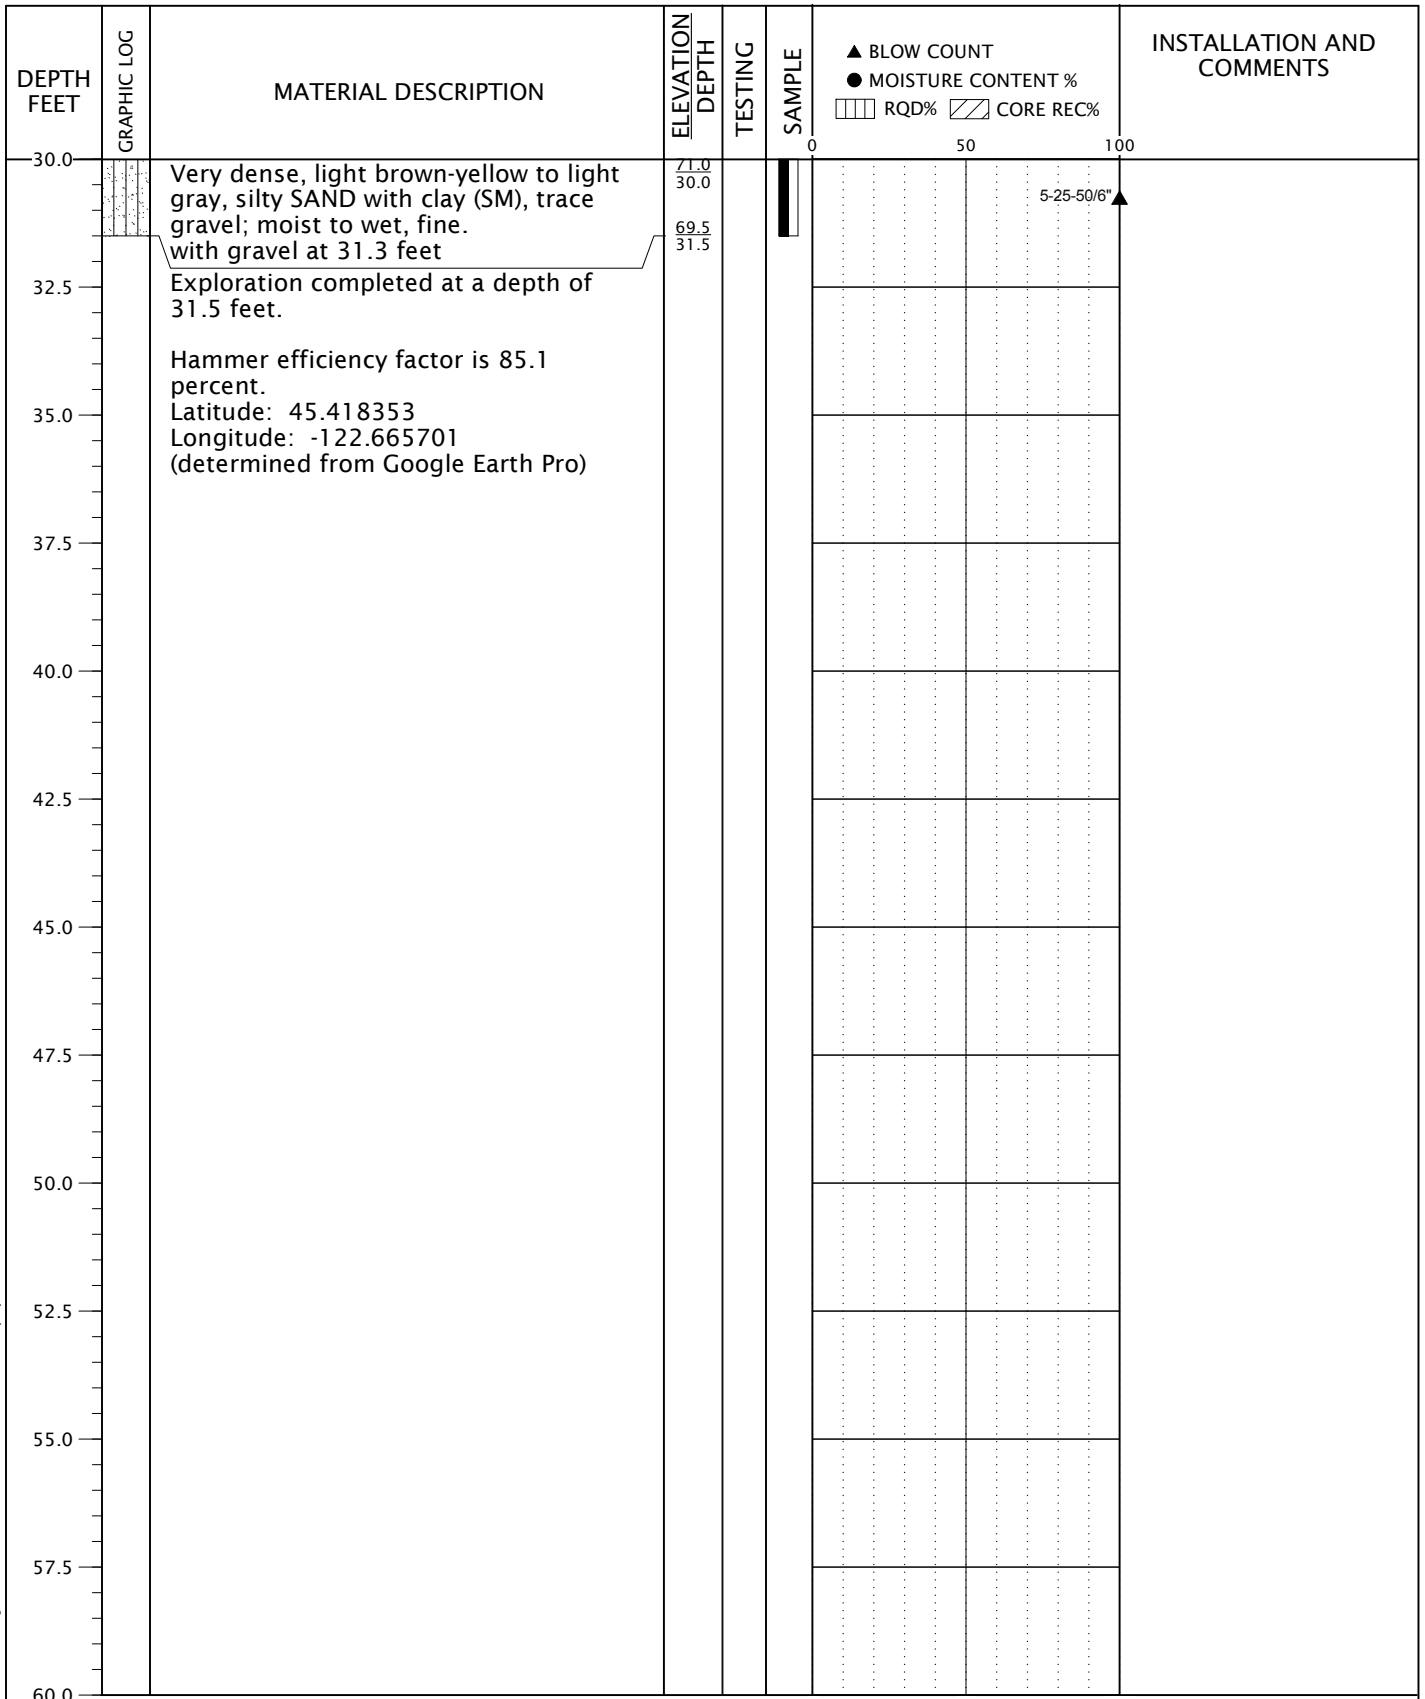 DEPTH
FEET
GRAPHIC LOG
MATERIAL DESCRIPTION
ELEVATION
DEPTH
TESTING
SAMPLE
▲ BLOW COUNT
● MOISTURE CONTENT %
RQD% CORE REC%
0 50 100
INSTALLATION AND
COMMENTS
30.0
Very dense, light brown-yellow to light
gray, silty SAND with clay (SM), trace
gravel; moist to wet, fine.
with gravel at 31.3 feet
Exploration completed at a depth of
31.5 feet.
Hammer efficiency factor is 85.1
percent.
Latitude: 45.418353
Longitude: -122.665701
(determined from Google Earth Pro)
71.0
30.0
69.5
31.5
5-25-50/6"
32.5
35.0
37.5
40.0
42.5
45.0
47.5
50.0
52.5
55.0
57.5
60.0